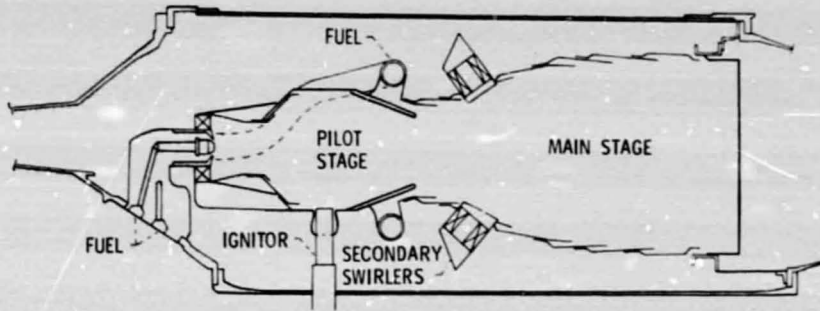 FUEL
PILOT
STAGE
MAIN STAGE
FUEL
IGNITOR
SECONDARY
SWIRLERS